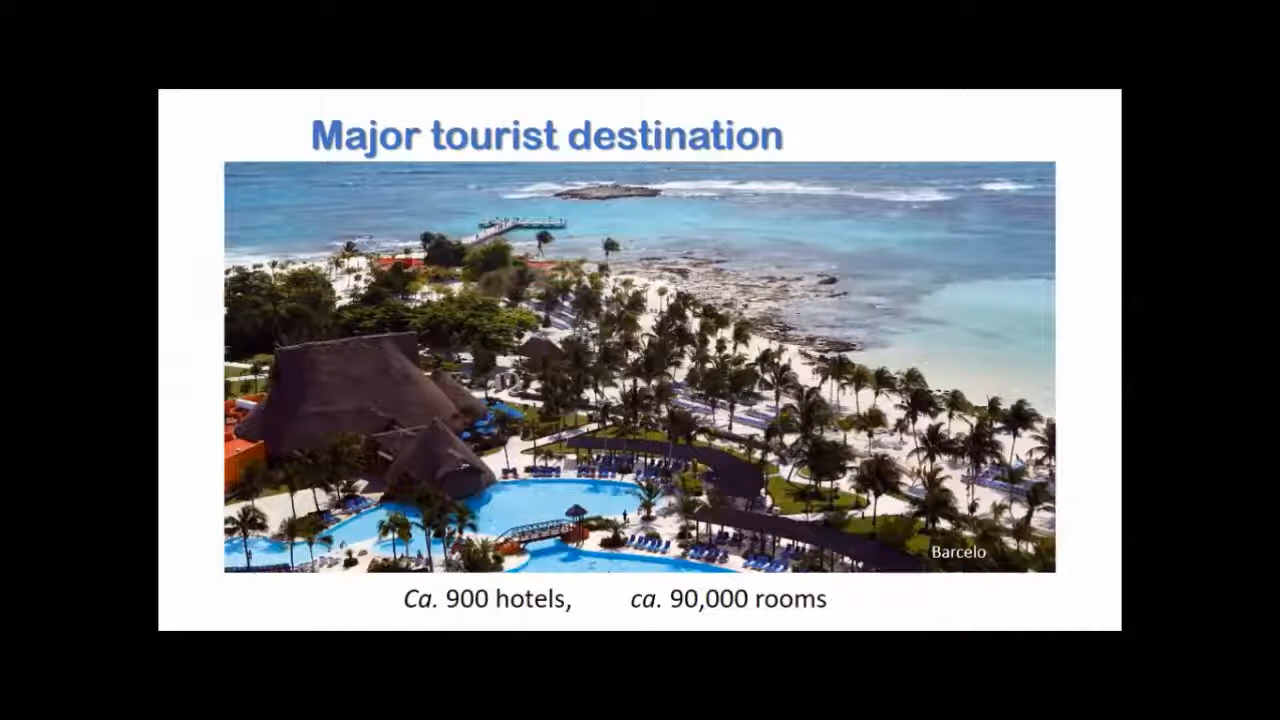 Major tourist destination
Barcelo
Ca. 900 hotels, ca. 90,000 rooms